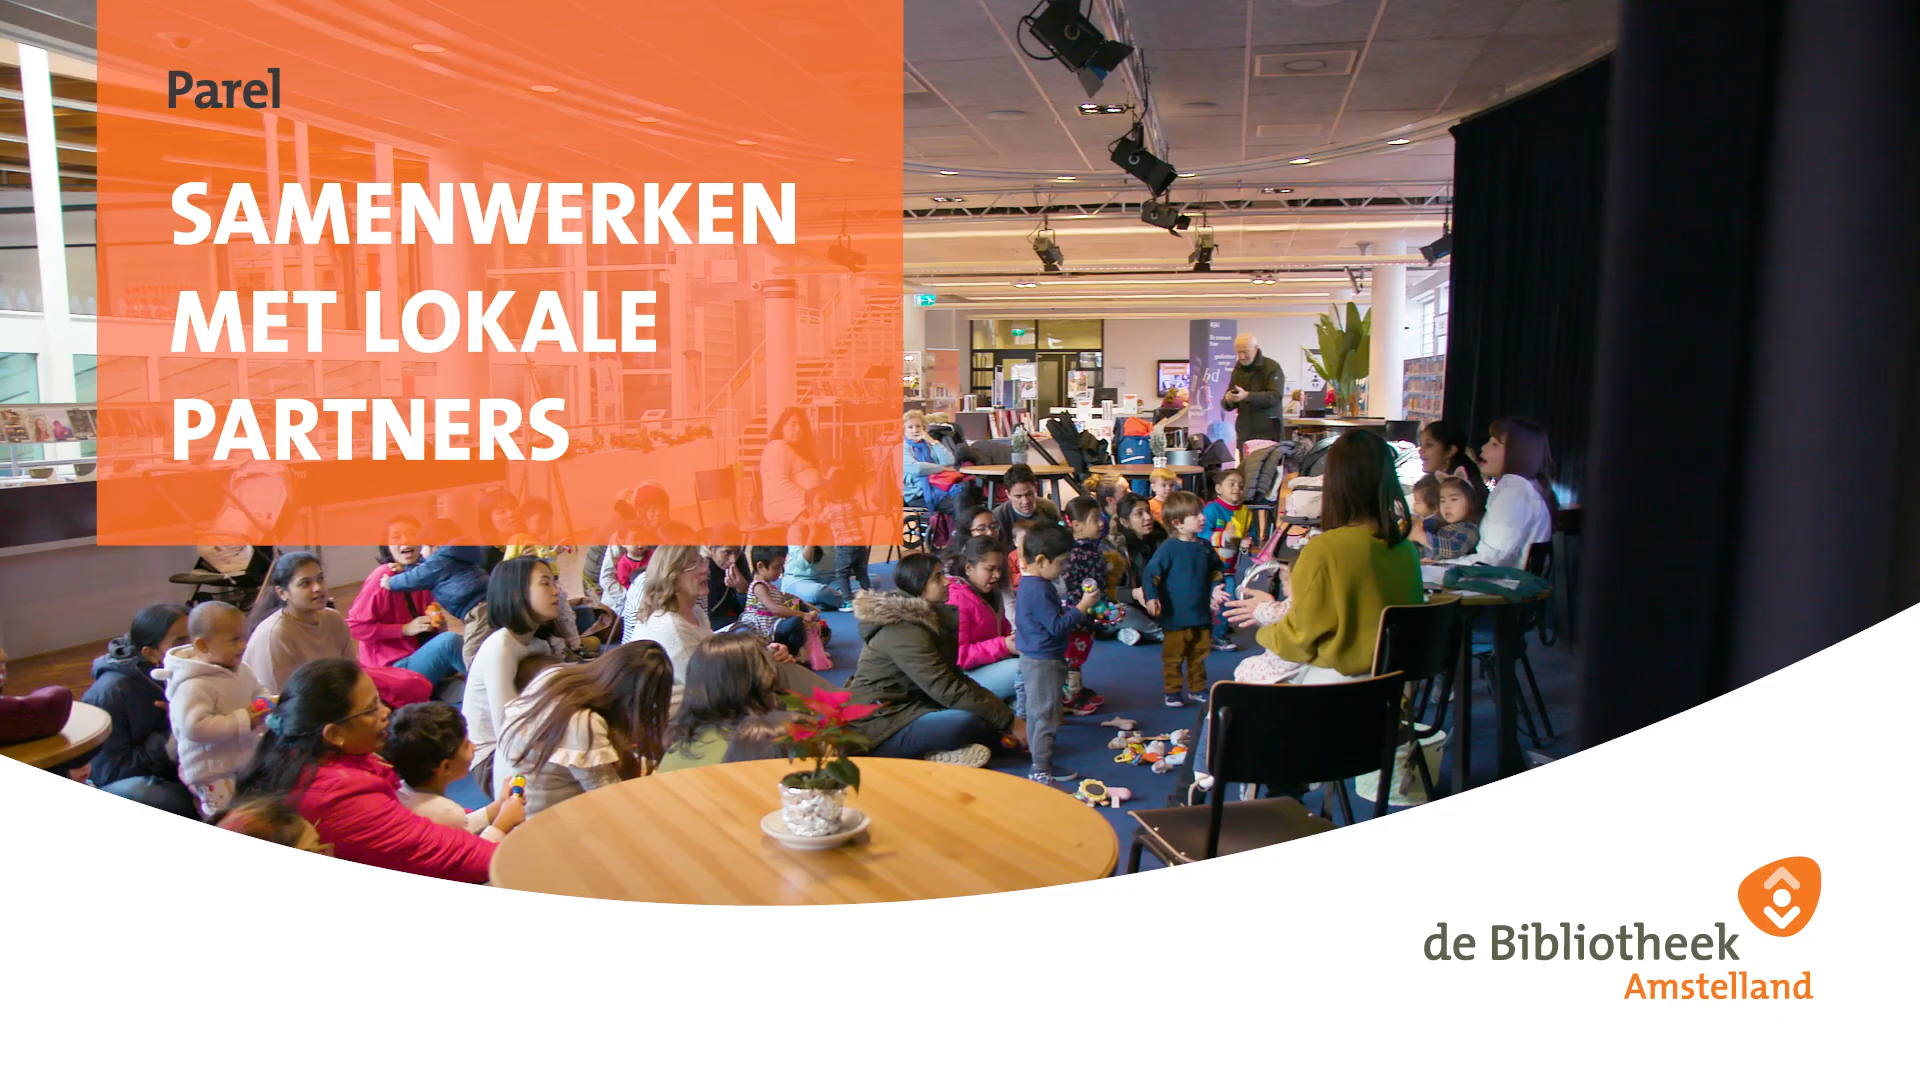 Parel
SAMENWERKEN
MET LOKALE
PARTNERS
de Bibliotheek
Amstelland